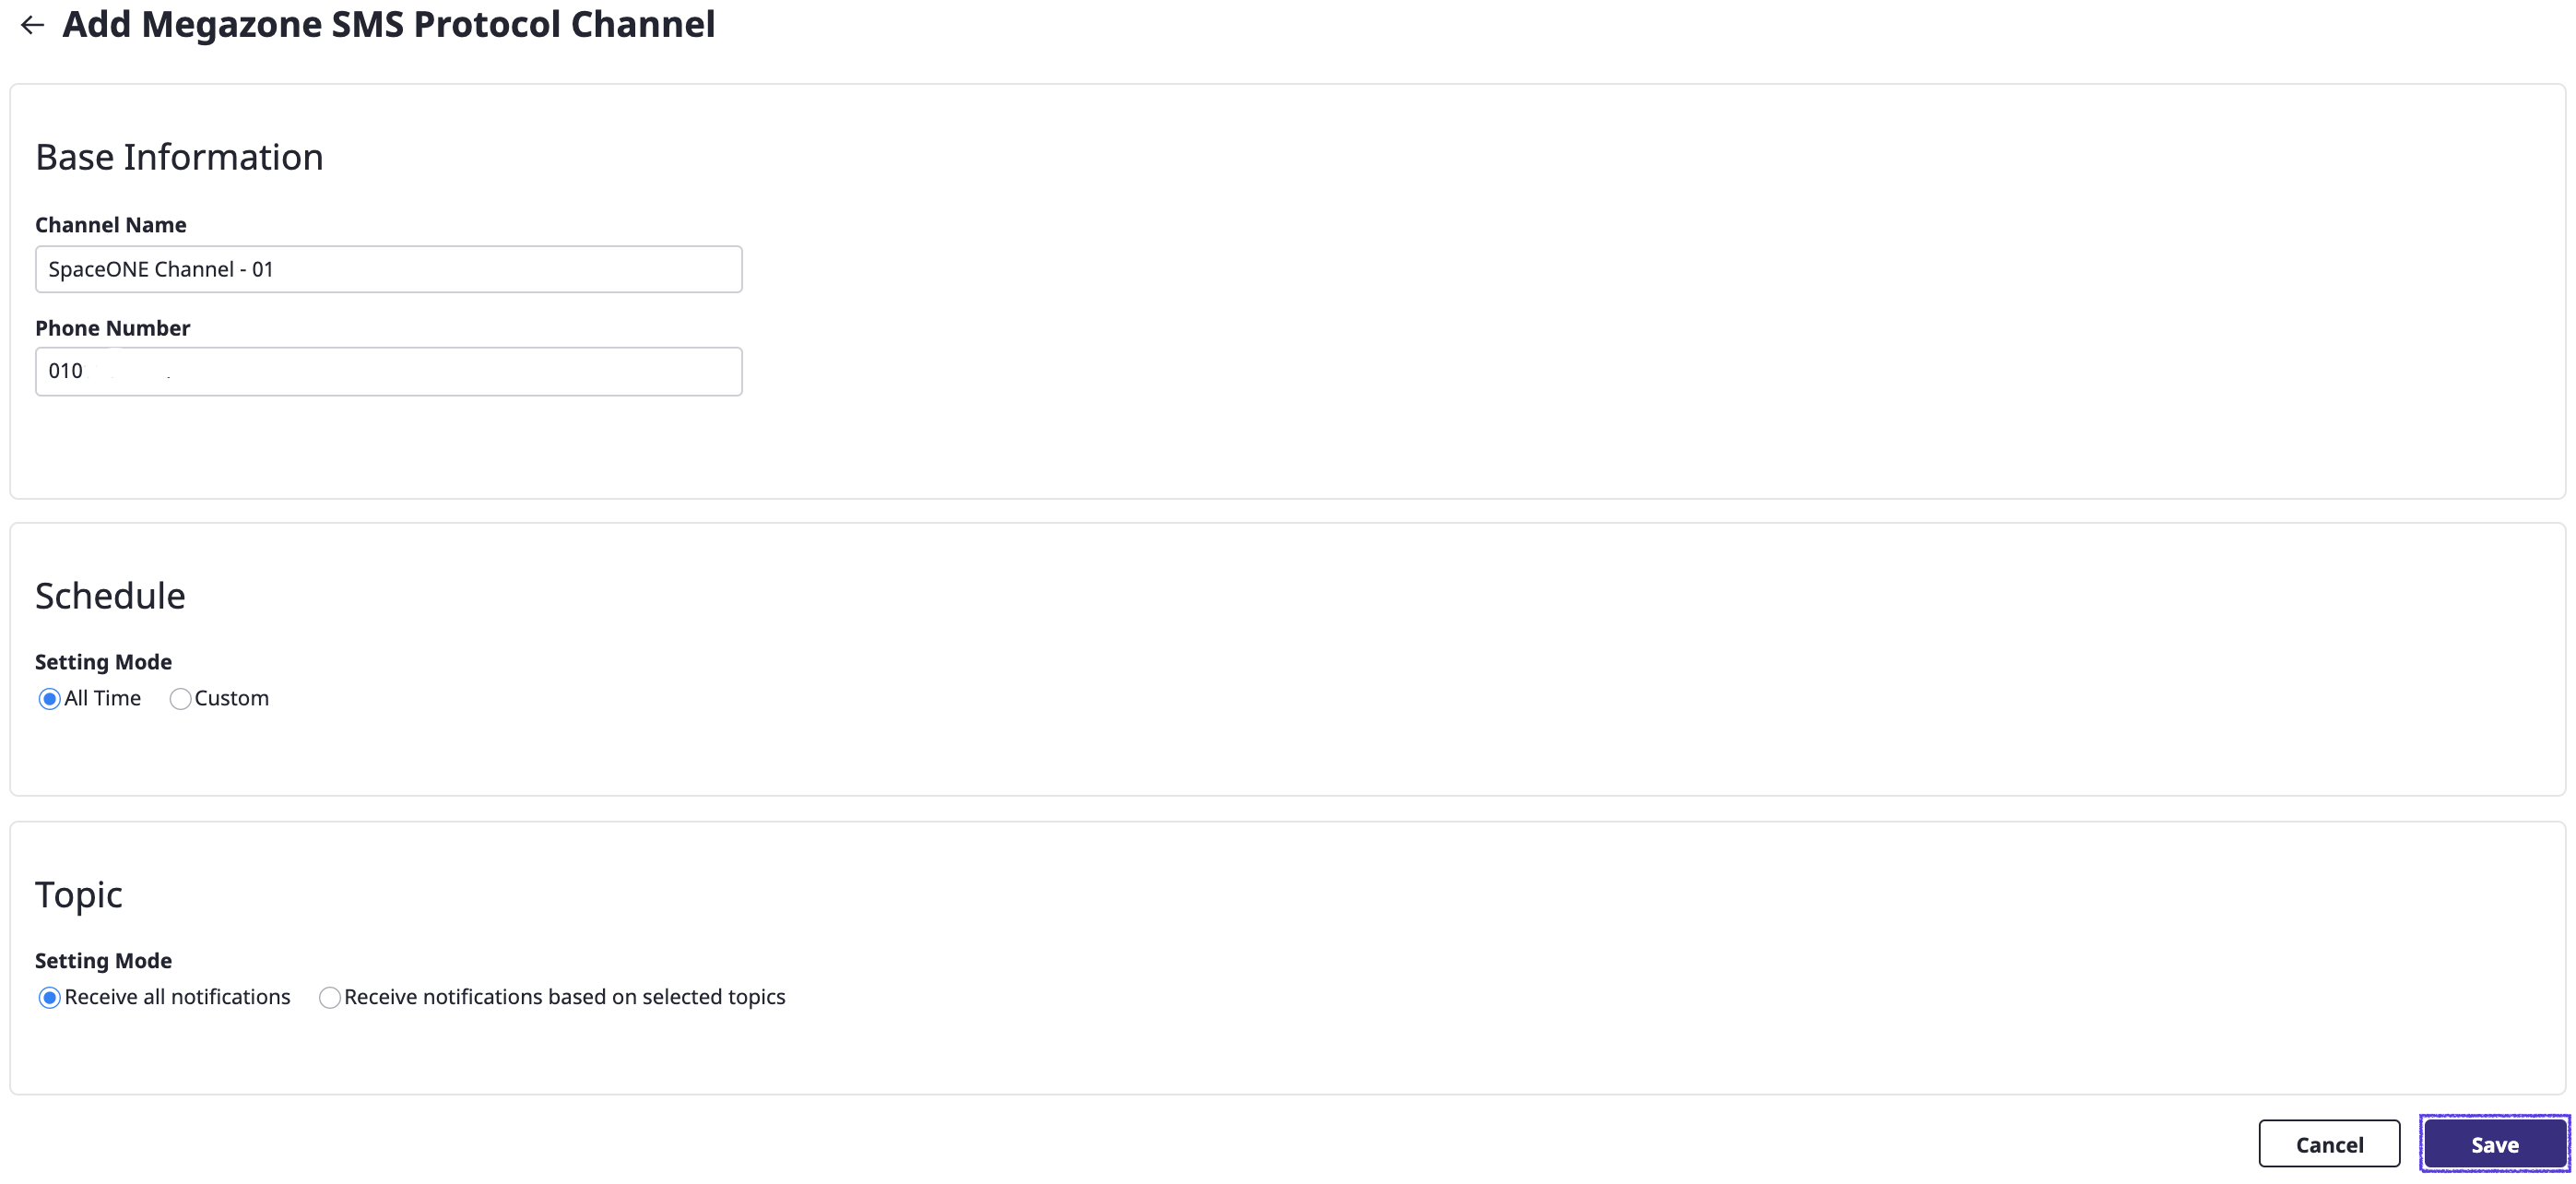 Add Megazone SMS Protocol Channel
Base Information
Channel Name
SpaceONE Channel - 01
Phone Number
010
Schedule
Setting Mode
All Time Custom
Topic
Setting Mode
Receive all notifications Receive notifications based on selected topics
Cancel Save